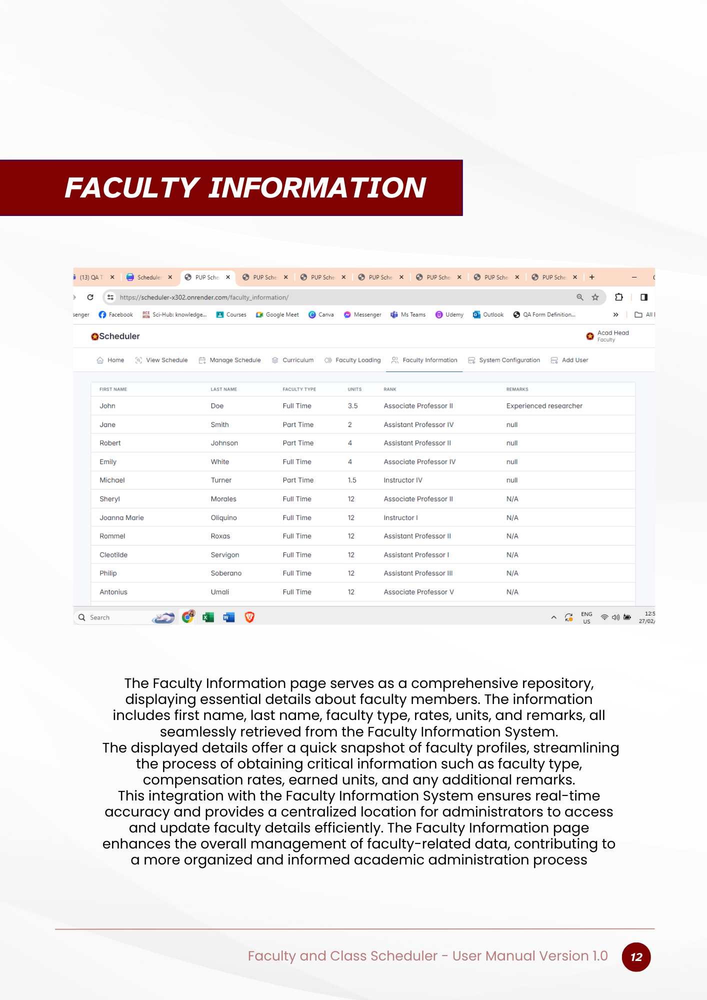 FACULTY INFORMATION
(13) QA T Scheduler PUP Sche PUP Sche PUP Sche PUP Sche PUP Sche PUP Sche PUP Sche
https://scheduler-x302.onrender.com/faculty_information/
senger Facebook SCI HUB Sci-Hub: knowledge... Courses Google Meet Canva Messenger Ms Teams Udemy Outlook QA Form Definition... » All
Scheduler
Acad Head
Faculty
Home View Schedule Manage Schedule Curriculum Faculty Loading Faculty Information System Configuration Add User
FIRST NAME LAST NAME FACULTY TYPE UNITS RANK REMARKS
John Doe Full Time 3.5 Associate Professor II Experienced researcher
Jane Smith Part Time 2 Assistant Professor IV null
Robert Johnson Part Time 4 Assistant Professor II null
Emily White Full Time 4 Associate Professor IV null
Michael Turner Part Time 1.5 Instructor IV null
Sheryl Morales Full Time 12 Associate Professor II N/A
Joanna Marie Oliquino Full Time 12 Instructor I N/A
Rommel Roxas Full Time 12 Assistant Professor II N/A
Cleotilde Servigon Full Time 12 Assistant Professor I N/A
Philip Soberano Full Time 12 Assistant Professor III N/A
Antonius Umali Full Time 12 Associate Professor V N/A
Search ENG 12:5
US 27/02/
The Faculty Information page serves as a comprehensive repository,
displaying essential details about faculty members. The information
includes first name, last name, faculty type, rates, units, and remarks, all
seamlessly retrieved from the Faculty Information System.
The displayed details offer a quick snapshot of faculty profiles, streamlining
the process of obtaining critical information such as faculty type,
compensation rates, earned units, and any additional remarks.
This integration with the Faculty Information System ensures real-time
accuracy and provides a centralized location for administrators to access
and update faculty details efficiently. The Faculty Information page
enhances the overall management of faculty-related data, contributing to
a more organized and informed academic administration process
Faculty and Class Scheduler - User Manual Version 1.0 12